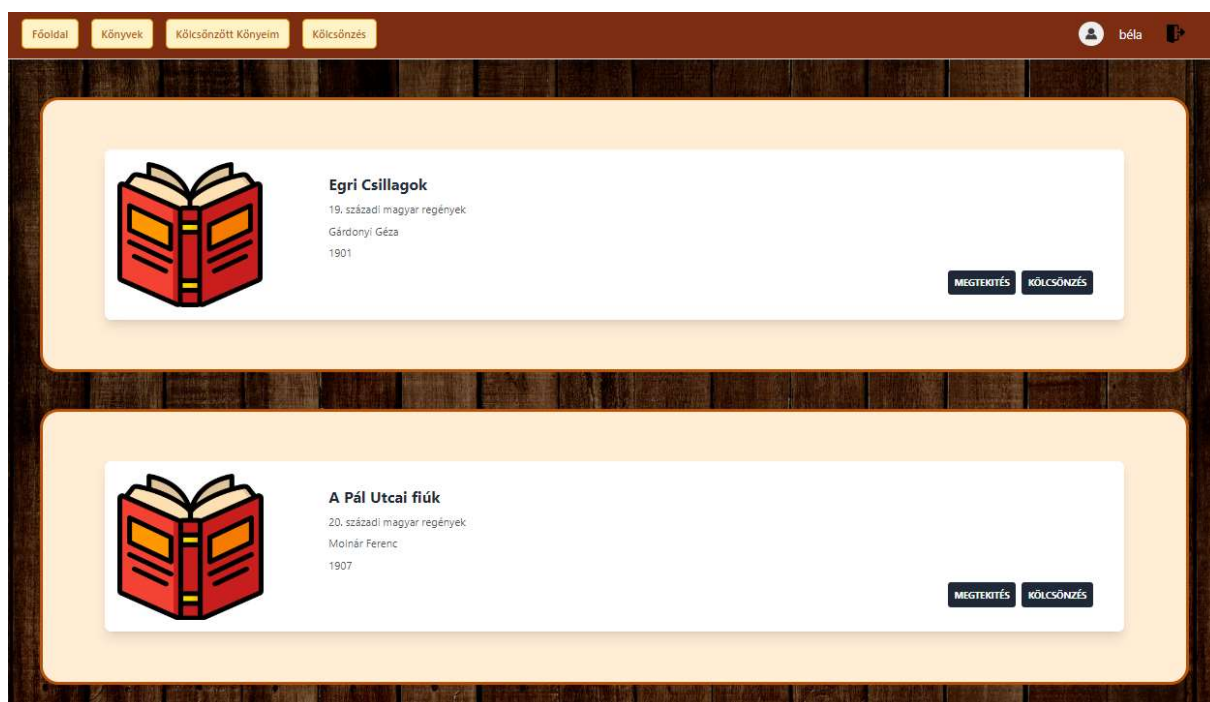 Főoldal Könyvek Kölcsönzött Könyeim Kölcsönzés béla
Egri Csillagok
19. századi magyar regények
Gárdonyi Géza
1901
MEGTEKITÉS KÖLCSÖNZÉS
A Pál Utcai fiúk
20. századi magyar regények
Molnár Ferenc
1907
MEGTEKITÉS KÖLCSÖNZÉS